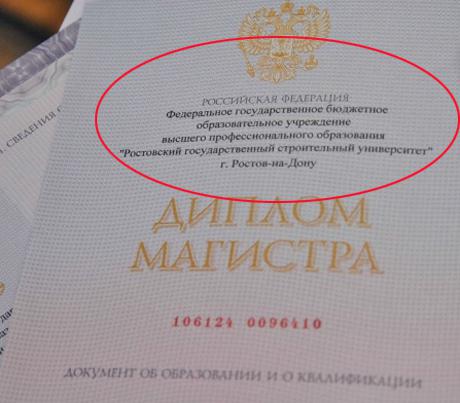 РОССИЙСКАЯ ФЕДЕРАЦИЯ
Федеральное государственное бюджетное
образовательное учреждение
высшего профессионального образования
"Ростовский государственный строительный университет"
г. Ростов-на-Дону
ДИПЛОМ
МАГИСТРА
106124 0096410
ДОКУМЕНТ ОБ ОБРАЗОВАНИИ И О КВАЛИФИКАЦИИ
СВЕДЕНИЯ